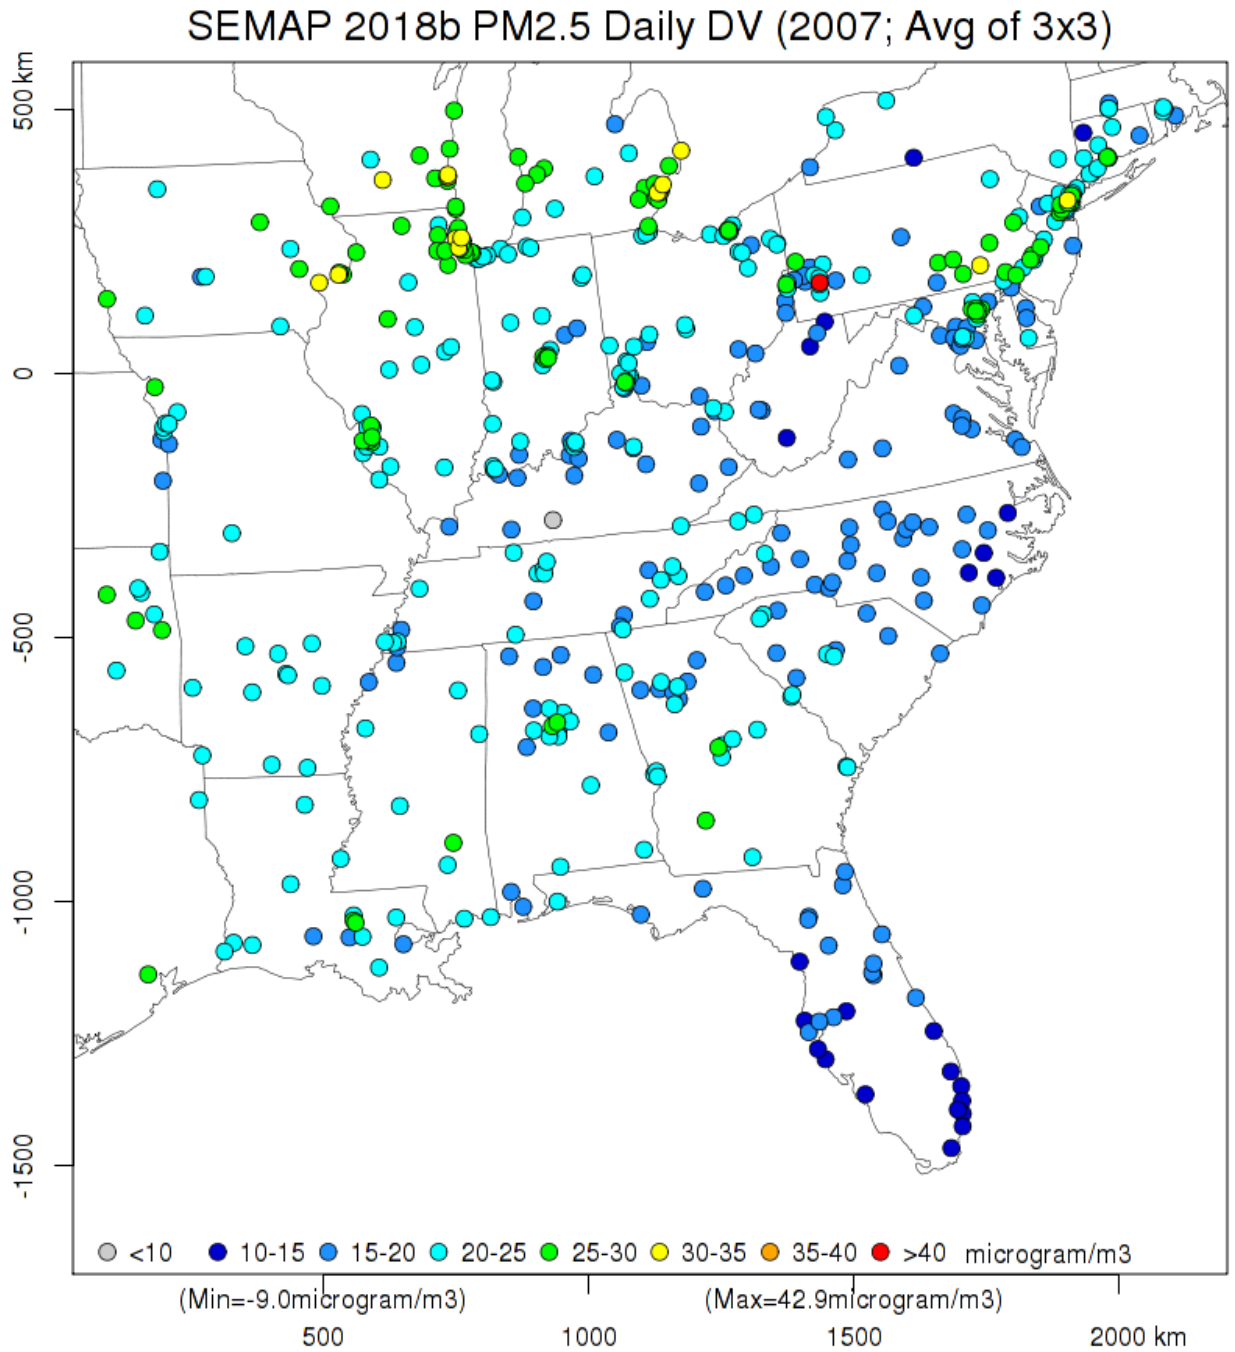 SEMAP 2018b PM2.5 Daily DV (2007; Avg of 3x3)
500 km
0
-500
-1000
-1500
<10 10-15 15-20 20-25 25-30 30-35 35-40 >40 microgram/m3
(Min=-9.0microgram/m3) (Max=42.9microgram/m3)
500 1000 1500 2000 km